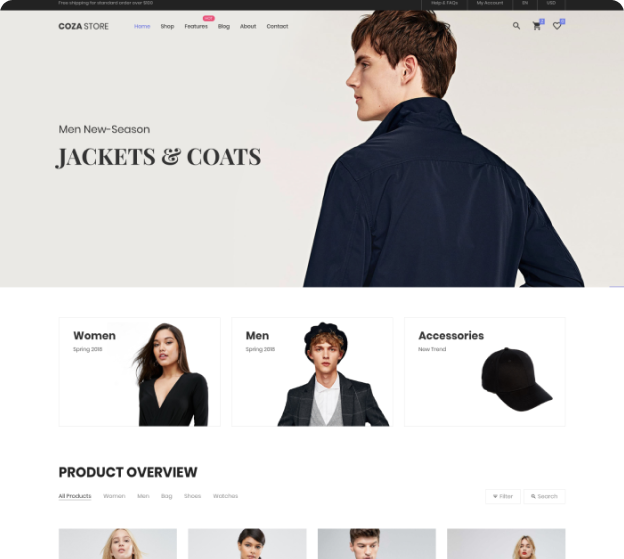 Free shipping for standard order over $100
Help & FAQs
My Account
EN
USD
COZA STORE
Home
Shop
Features
HOT
Blog
About
Contact
Men New-Season
JACKETS & COATS
Women
Spring 2018
Men
Spring 2018
Accessories
New Trend
PRODUCT OVERVIEW
All Products
Women
Men
Bag
Shoes
Watches
Filter
Search